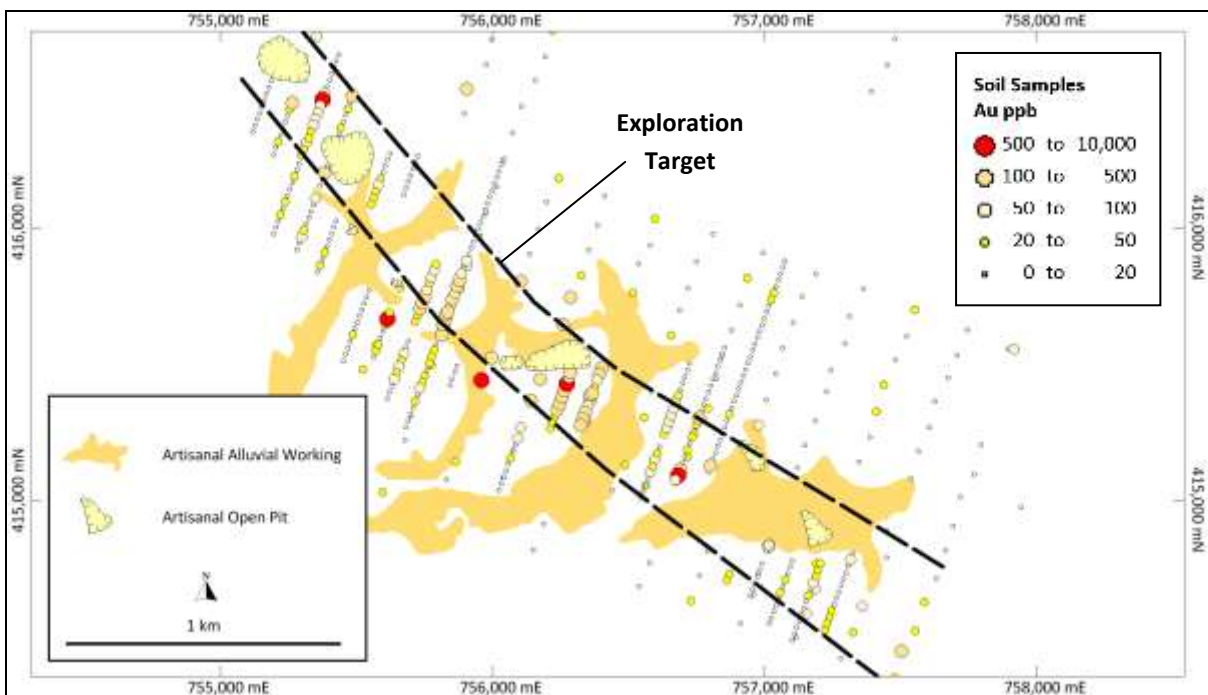 755,000 mE 756,000 mE 757,000 mE 758,000 mE
416,000 mN
416,000 mN
415,000 mN
415,000 mN
Exploration
Target
Soil Samples
Au ppb
500 to 10,000
100 to 500
50 to 100
20 to 50
0 to 20
Artisanal Alluvial Working
Artisanal Open Pit
N
1 km
755,000 mE 756,000 mE 757,000 mE 758,000 mE